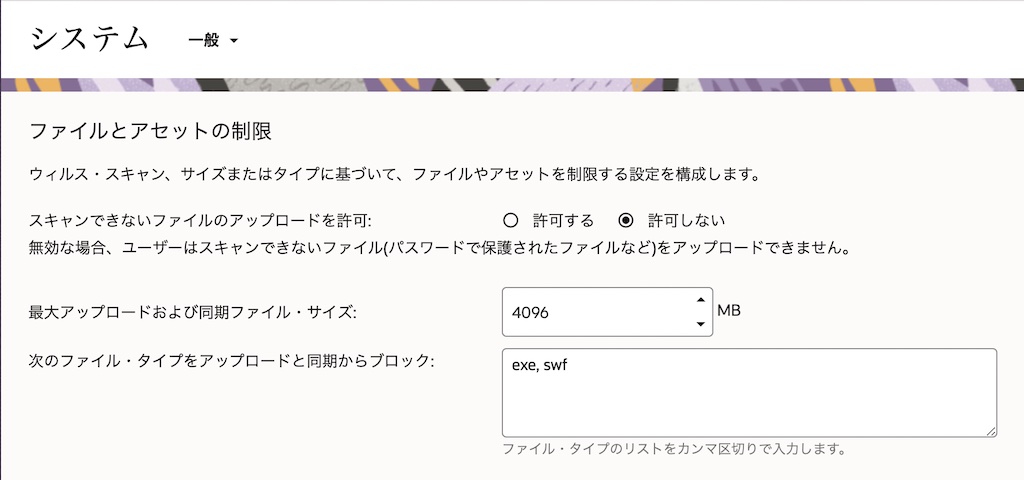 システム 一般
ファイルとアセットの制限
ウィルス・スキャン、サイズまたはタイプに基づいて、ファイルやアセットを制限する設定を構成します。
スキャンできないファイルのアップロードを許可: 許可する 許可しない
無効な場合、ユーザーはスキャンできないファイル(パスワードで保護されたファイルなど)をアップロードできません。
最大アップロードおよび同期ファイル・サイズ: 4096 MB
次のファイル・タイプをアップロードと同期からブロック: exe, swf
ファイル・タイプのリストをカンマ区切りで入力します。